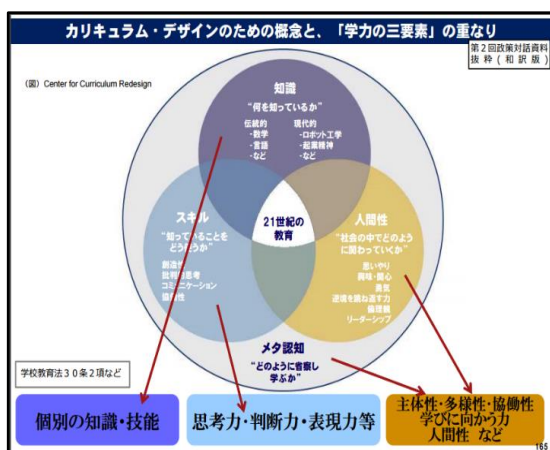 カリキュラム・デザインのための概念と、「学力の三要素」の重なり
第2回政策対話資料
抜粋(和訳版)
(図) Center for Curriculum Redesign
知識
“何を知っているか”
伝統的
-数学
-言語
-など
現代的
-ロボット工学
-起業精神
-など
スキル
“知っていることを
どう使うか”
創造性
批判的思考
コミュニケーション
協働性
21世紀の
教育
人間性
“社会の中でどのよう
に関わっていくか”
思いやり
興味・関心
勇気
逆境を跳ね返す力
倫理観
リーダーシップ
メタ認知
“どのように省察し
学ぶか”
学校教育法30条2項など
個別の知識・技能
思考力・判断力・表現力等
主体性・多様性・協働性
学びに向かう力
人間性 など
165